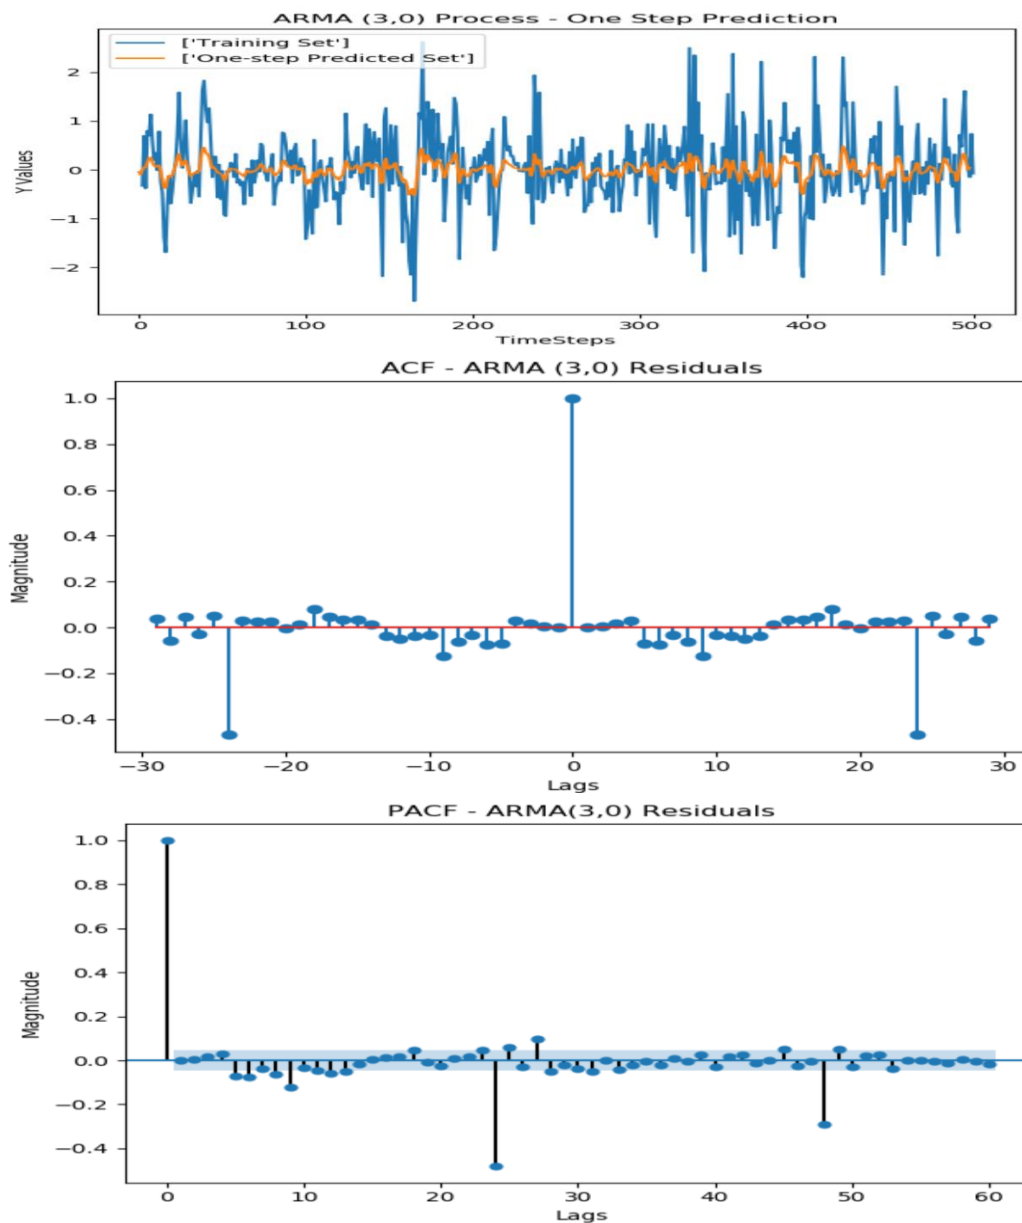 ARMA (3,0) Process - One Step Prediction
['Training Set']
['One-step Predicted Set']
Y Values
2
1
0
−1
−2
0 100 200 300 400 500
TimeSteps
ACF - ARMA (3,0) Residuals
Magnitude
1.0
0.8
0.6
0.4
0.2
0.0
−0.2
−0.4
−30 −20 −10 0 10 20 30
Lags
PACF - ARMA(3,0) Residuals
Magnitude
1.0
0.8
0.6
0.4
0.2
0.0
−0.2
−0.4
0 10 20 30 40 50 60
Lags